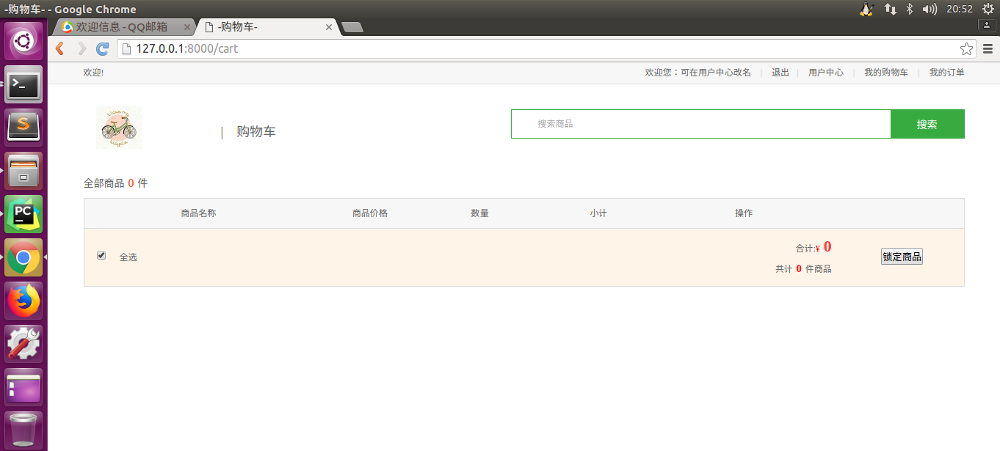 -购物车- - Google Chrome
20:52
欢迎信息 - QQ邮箱
-购物车-
127.0.0.1:8000/cart
欢迎!
欢迎您：可在用户中心改名 | 退出 | 用户中心 | 我的购物车 | 我的订单
I love my
bicycle
| 购物车
搜索商品
搜索
全部商品 0 件
商品名称 商品价格 数量 小计 操作
全选
合计:¥ 0
共计 0 件商品
锁定商品
S
PC